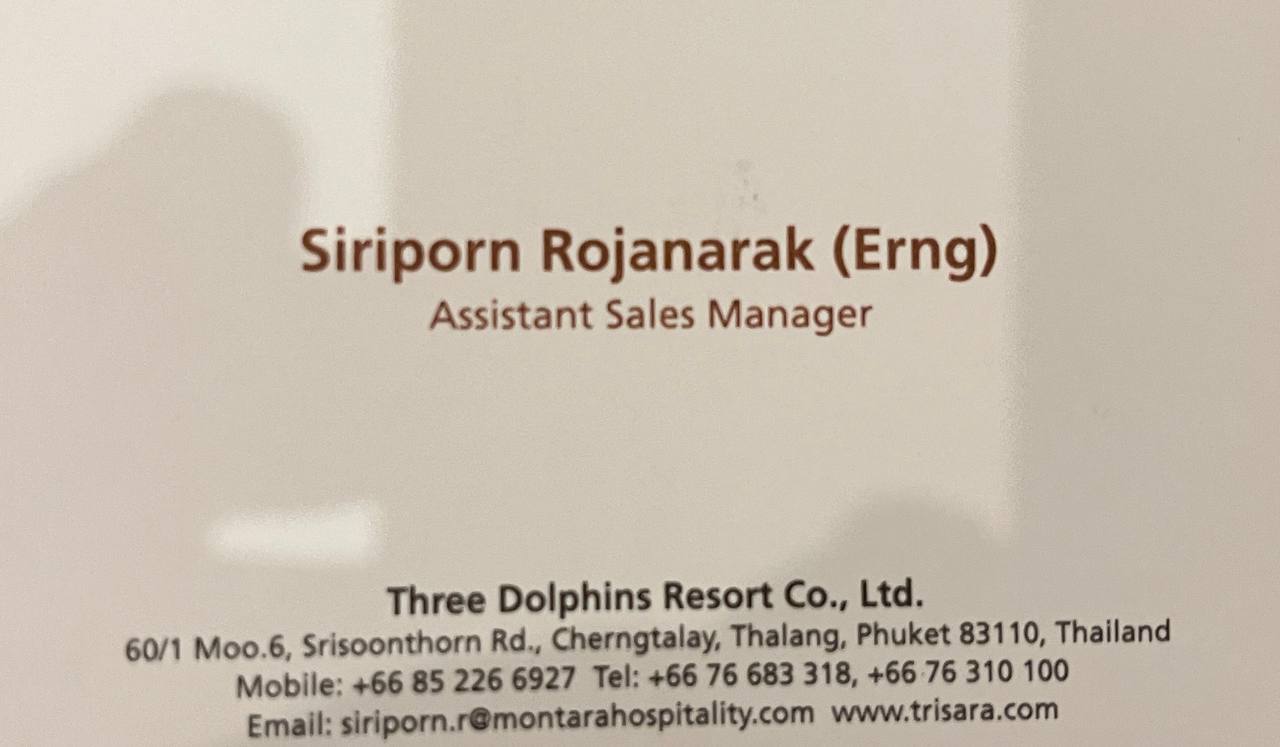 Siriporn Rojanarak (Erng)
Assistant Sales Manager
Three Dolphins Resort Co., Ltd.
60/1 Moo.6, Srisoonthorn Rd., Cherngtalay, Thalang, Phuket 83110, Thailand
Mobile: +66 85 226 6927 Tel: +66 76 683 318, +66 76 310 100
Email: siriporn.r@montarahospitality.com www.trisara.com